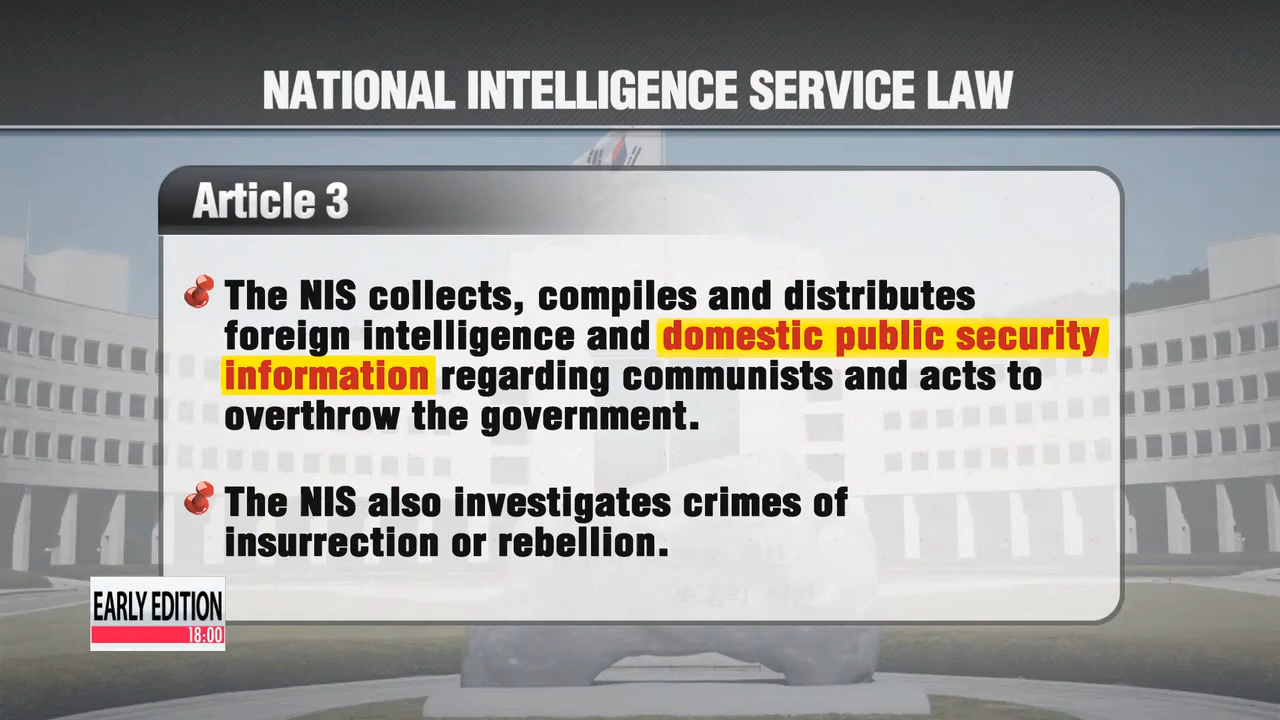 NATIONAL INTELLIGENCE SERVICE LAW
Article 3
The NIS collects, compiles and distributes
foreign intelligence and domestic public security
information regarding communists and acts to
overthrow the government.
The NIS also investigates crimes of
insurrection or rebellion.
EARLY EDITION
18:00